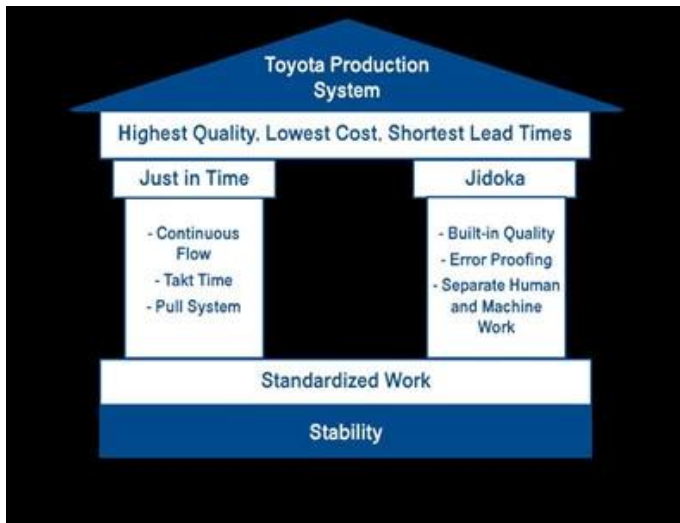 Toyota Production
System
Highest Quality, Lowest Cost, Shortest Lead Times
Just in Time
- Continuous
Flow
- Takt Time
- Pull System
Jidoka
- Built-in Quality
- Error Proofing
- Separate Human
and Machine
Work
Standardized Work
Stability